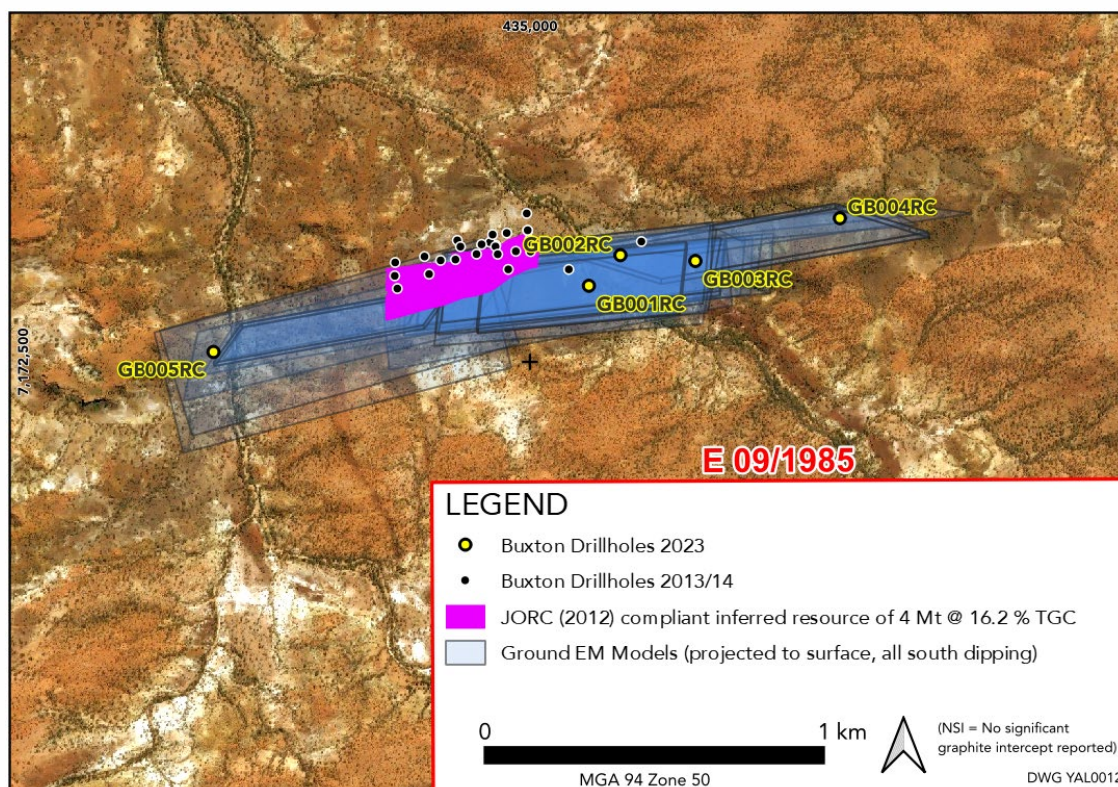 435,000
GB004RC
GB002RC
GB003RC
GB001RC
7,172,500
GB005RC
E 09/1985
LEGEND
Buxton Drillholes 2023
Buxton Drillholes 2013/14
JORC (2012) compliant inferred resource of 4 Mt @ 16.2 % TGC
Ground EM Models (projected to surface, all south dipping)
0
1 km
MGA 94 Zone 50
(NSI = No significant
graphite intercept reported)
DWG YAL0012